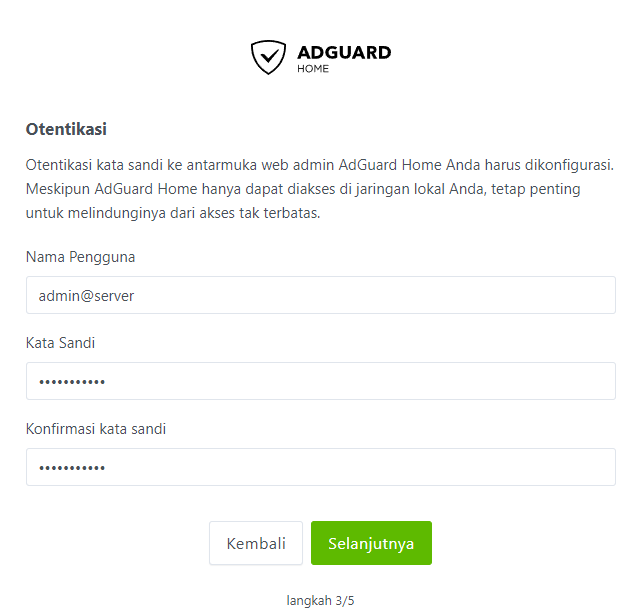 ADGUARD
HOME
Otentikasi
Otentikasi kata sandi ke antarmuka web admin AdGuard Home Anda harus dikonfigurasi.
Meskipun AdGuard Home hanya dapat diakses di jaringan lokal Anda, tetap penting
untuk melindunginya dari akses tak terbatas.
Nama Pengguna
admin@server
Kata Sandi
•••••••••••
Konfirmasi kata sandi
•••••••••••
Kembali
Selanjutnya
langkah 3/5